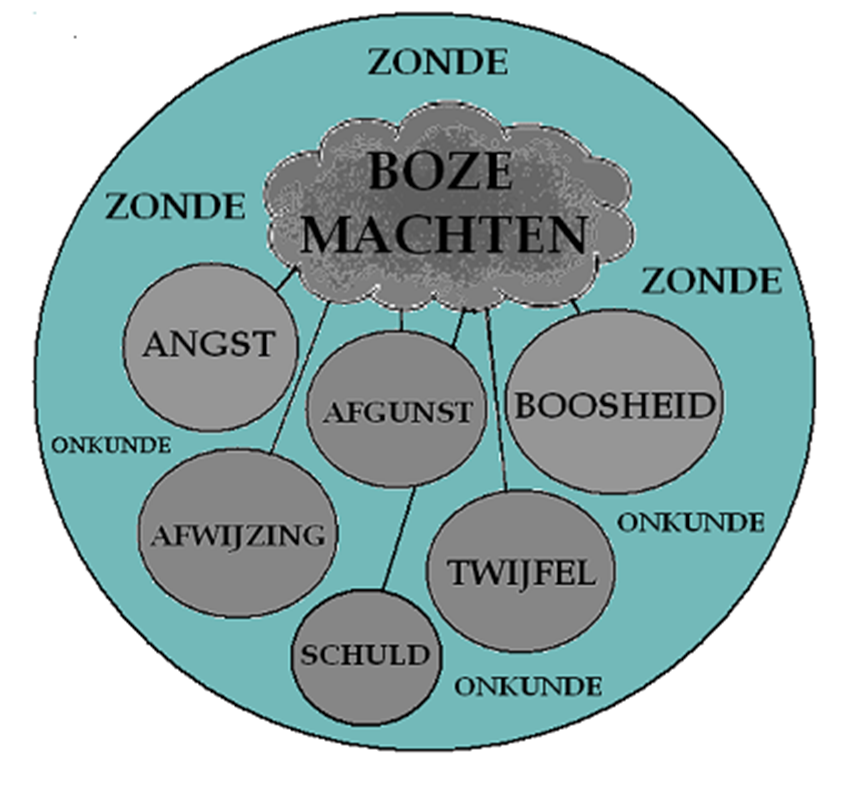 ZONDE
BOZE
MACHTEN
ZONDE
ZONDE
ANGST
AFGUNST
BOOSHEID
ONKUNDE
AFWIJZING
ONKUNDE
TWIJFEL
SCHULD
ONKUNDE